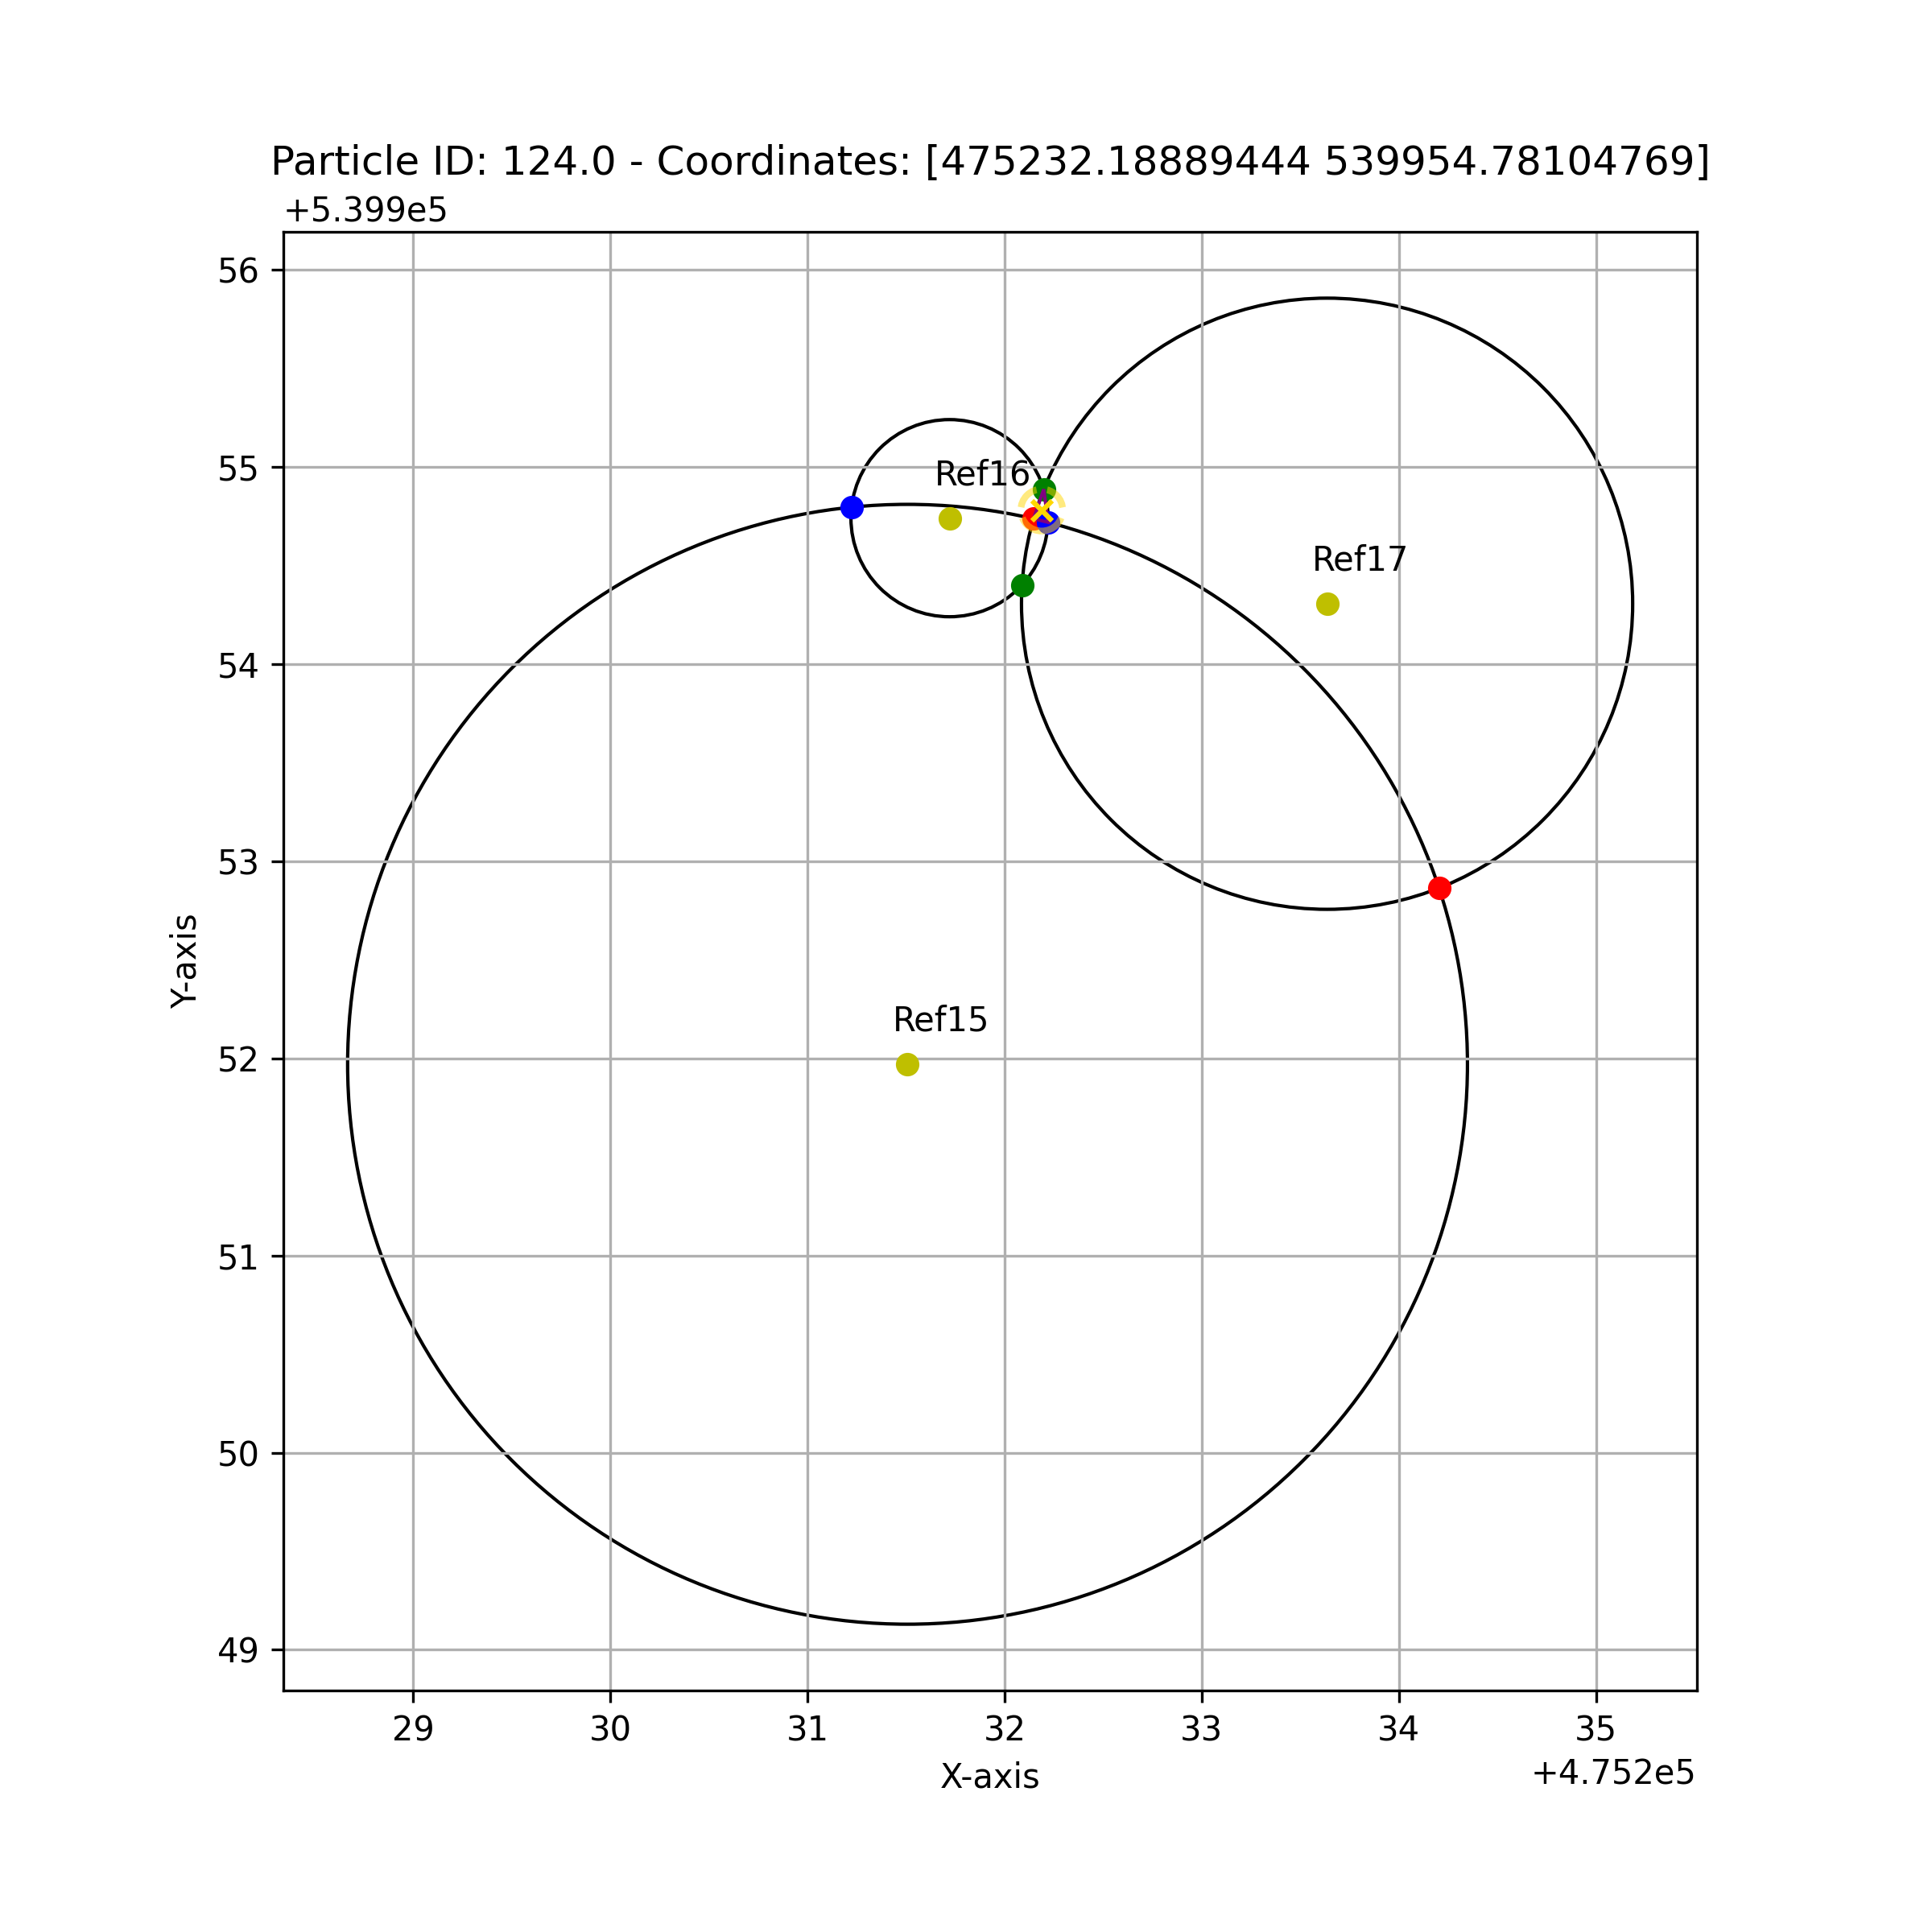 Particle ID: 124.0 - Coordinates: [475232.18889444 539954.78104769]
+5.399e5
56
55
54
53
52
51
50
49
Y-axis
Ref16
Ref17
Ref15
29 30 31 32 33 34 35
X-axis
+4.752e5